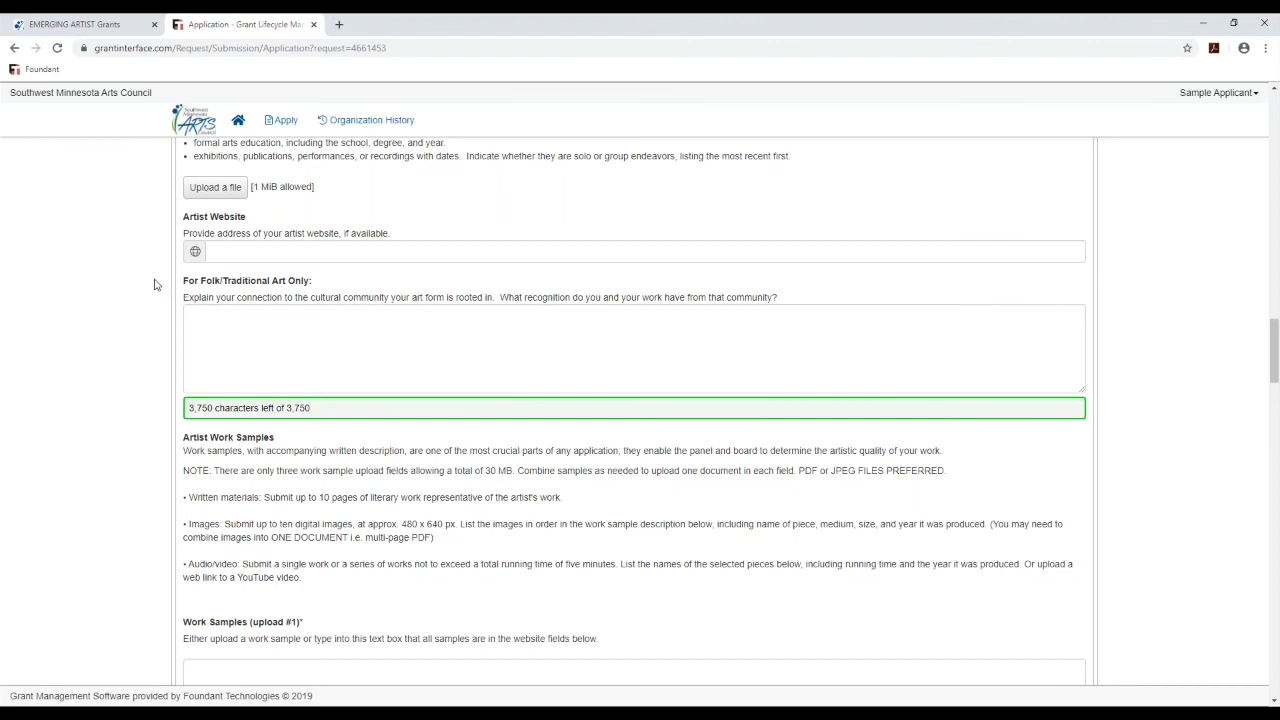 EMERGING ARTIST Grants
Application - Grant Lifecycle Mar
grantinterface.com/Request/Submission/Application?request=4661453
Foundant
Southwest Minnesota Arts Council
Sample Applicant
Southwest Minnesota
ARTS
COUNCIL
Apply
Organization History
• formal arts education, including the school, degree, and year.
• exhibitions, publications, performances, or recordings with dates.  Indicate whether they are solo or group endeavors, listing the most recent first.
Upload a file [1 MiB allowed]
Artist Website
Provide address of your artist website, if available.
For Folk/Traditional Art Only:
Explain your connection to the cultural community your art form is rooted in.  What recognition do you and your work have from that community?
3,750 characters left of 3,750
Artist Work Samples
Work samples, with accompanying written description, are one of the most crucial parts of any application; they enable the panel and board to determine the artistic quality of your work.
NOTE: There are only three work sample upload fields allowing a total of 30 MB. Combine samples as needed to upload one document in each field. PDF or JPEG FILES PREFERRED.
• Written materials: Submit up to 10 pages of literary work representative of the artist's work.
• Images: Submit up to ten digital images, at approx. 480 x 640 px. List the images in order in the work sample description below, including name of piece, medium, size, and year it was produced. (You may need to
combine images into ONE DOCUMENT i.e. multi-page PDF)
• Audio/video: Submit a single work or a series of works not to exceed a total running time of five minutes. List the names of the selected pieces below, including running time and the year it was produced. Or upload a
web link to a YouTube video.
Work Samples (upload #1)*
Either upload a work sample or type into this text box that all samples are in the website fields below.
Grant Management Software provided by Foundant Technologies © 2019